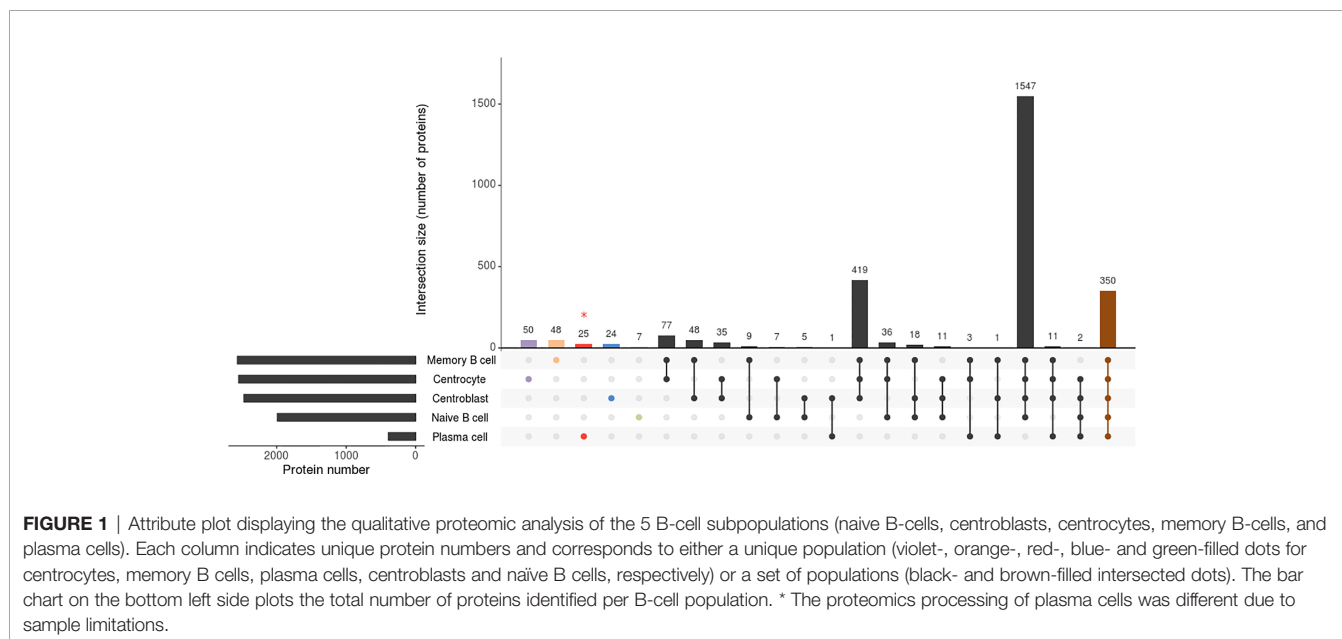 1547
1500
Intersection size (number of proteins)
1000
500
419
350
*
50 48 25 24 7 77 48 35 9 7 5 1 36 18 11 3 1 11 2
0
Memory B cell
Centrocyte
Centroblast
Naive B cell
Plasma cell
2000 1000 0
Protein number
FIGURE 1 | Attribute plot displaying the qualitative proteomic analysis of the 5 B-cell subpopulations (naive B-cells, centroblasts, centrocytes, memory B-cells, and
plasma cells). Each column indicates unique protein numbers and corresponds to either a unique population (violet-, orange-, red-, blue- and green-filled dots for
centrocytes, memory B cells, plasma cells, centroblasts and naïve B cells, respectively) or a set of populations (black- and brown-filled intersected dots). The bar
chart on the bottom left side plots the total number of proteins identified per B-cell population. * The proteomics processing of plasma cells was different due to
sample limitations.